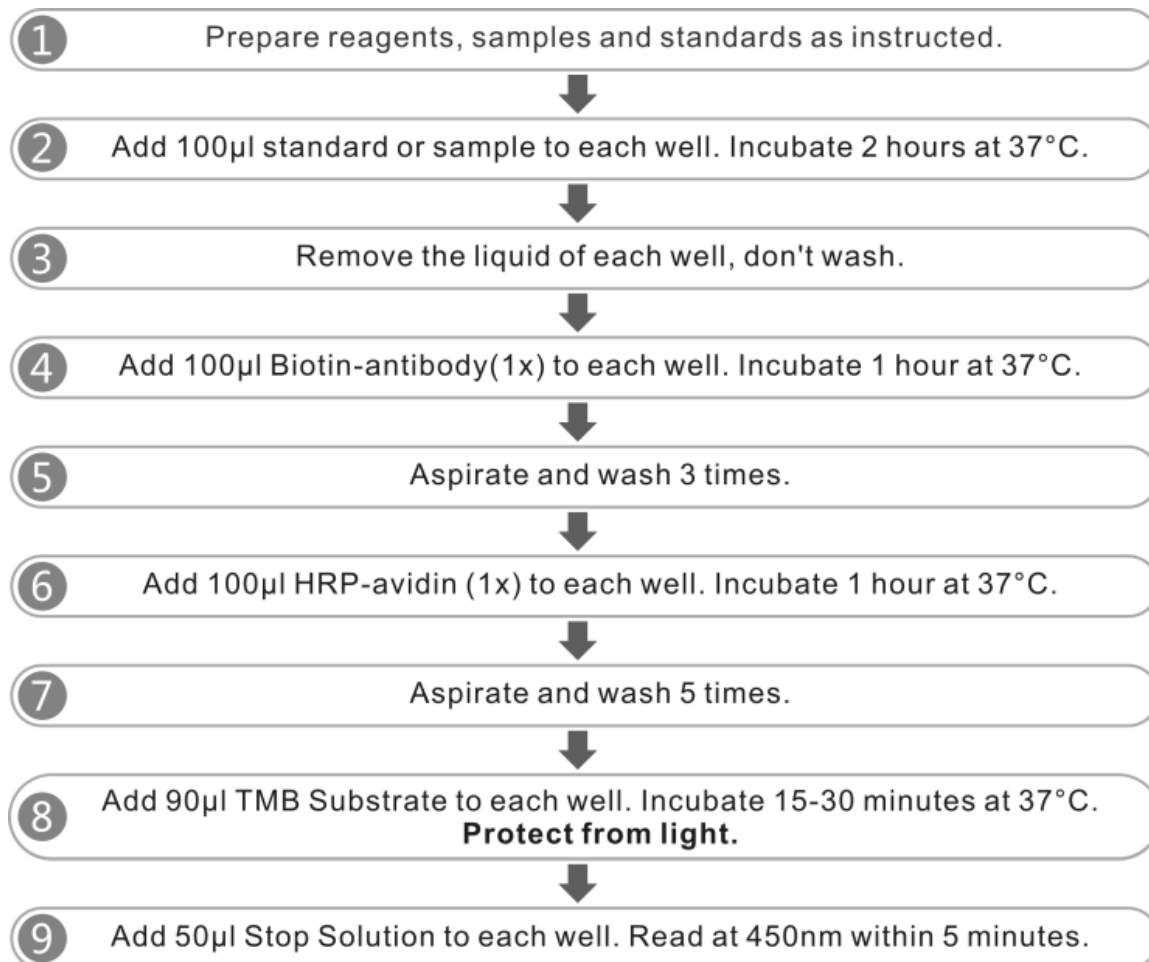 1 Prepare reagents, samples and standards as instructed.
2 Add 100µl standard or sample to each well. Incubate 2 hours at 37°C.
3 Remove the liquid of each well, don't wash.
4 Add 100µl Biotin-antibody(1x) to each well. Incubate 1 hour at 37°C.
5 Aspirate and wash 3 times.
6 Add 100µl HRP-avidin (1x) to each well. Incubate 1 hour at 37°C.
7 Aspirate and wash 5 times.
8 Add 90µl TMB Substrate to each well. Incubate 15-30 minutes at 37°C.
Protect from light.
9 Add 50µl Stop Solution to each well. Read at 450nm within 5 minutes.